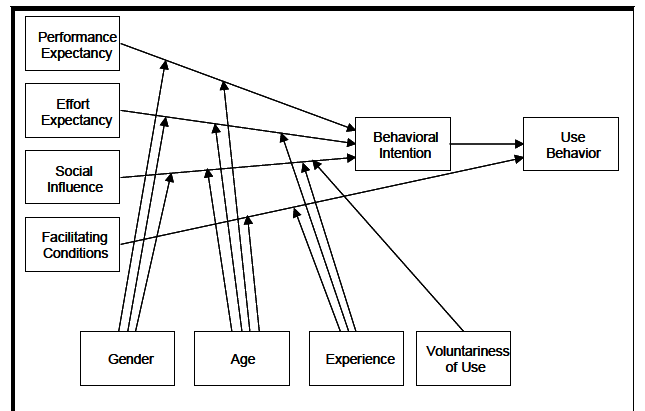 Performance
Expectancy
Effort
Expectancy
Social
Influence
Facilitating
Conditions
Behavioral
Intention
Use
Behavior
Gender
Age
Experience
Voluntariness
of Use